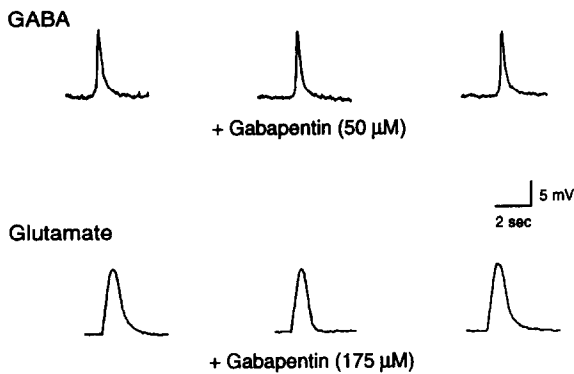 GABA
+ Gabapentin (50 μM)
5 mV
2 sec
Glutamate
+ Gabapentin (175 μM)